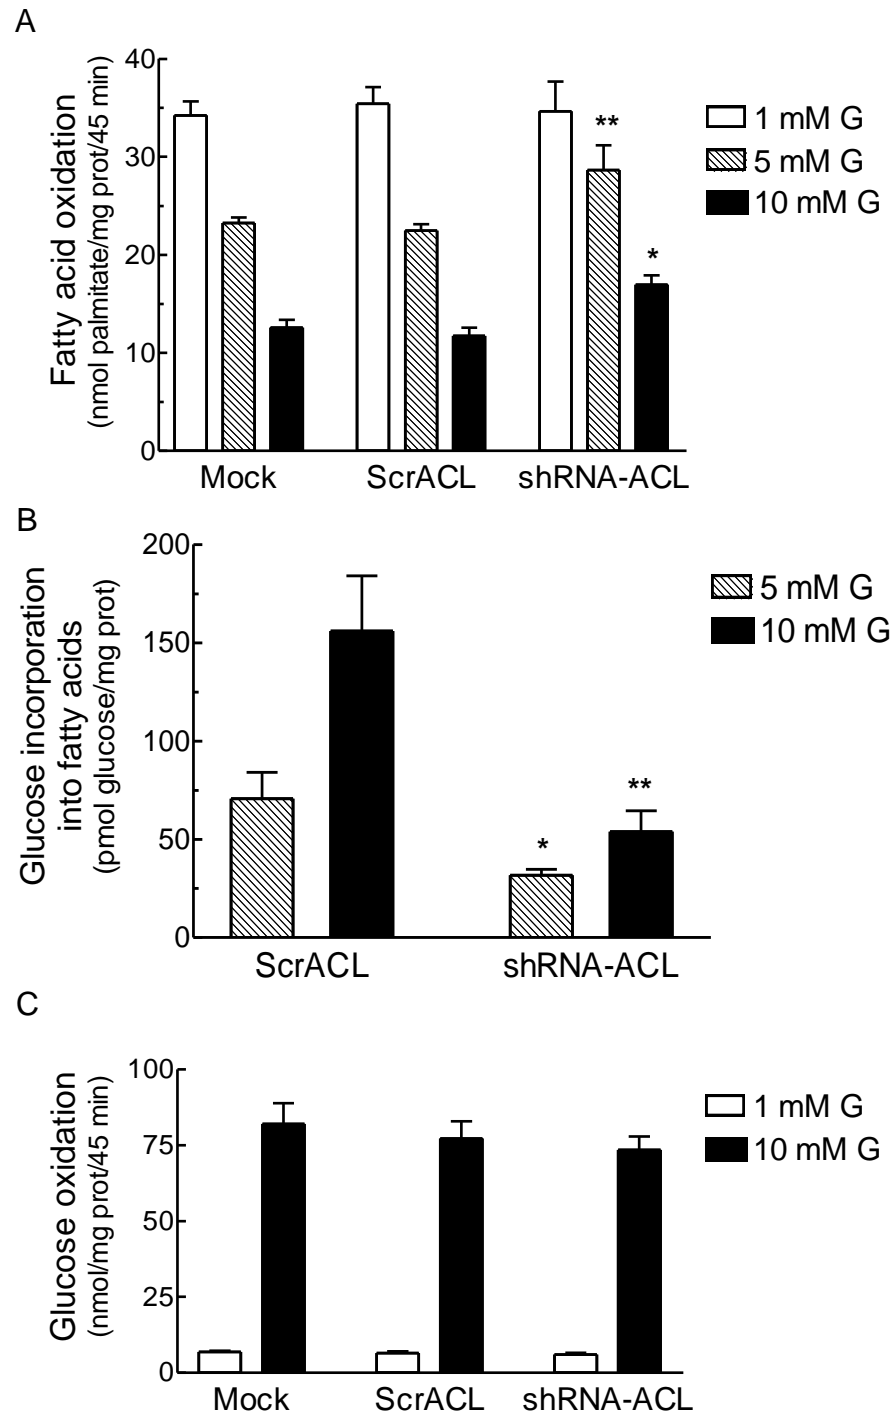 A
Fatty acid oxidation
(nmol palmitate/mg prot/45 min)
40
30
20
10
0
**
*
1 mM G
5 mM G
10 mM G
Mock
ScrACL
shRNA-ACL
B
Glucose incorporation
into fatty acids
(pmol glucose/mg prot)
200
150
100
50
0
*
**
5 mM G
10 mM G
ScrACL
shRNA-ACL
C
Glucose oxidation
(nmol/mg prot/45 min)
100
75
50
25
0
1 mM G
10 mM G
Mock
ScrACL
shRNA-ACL